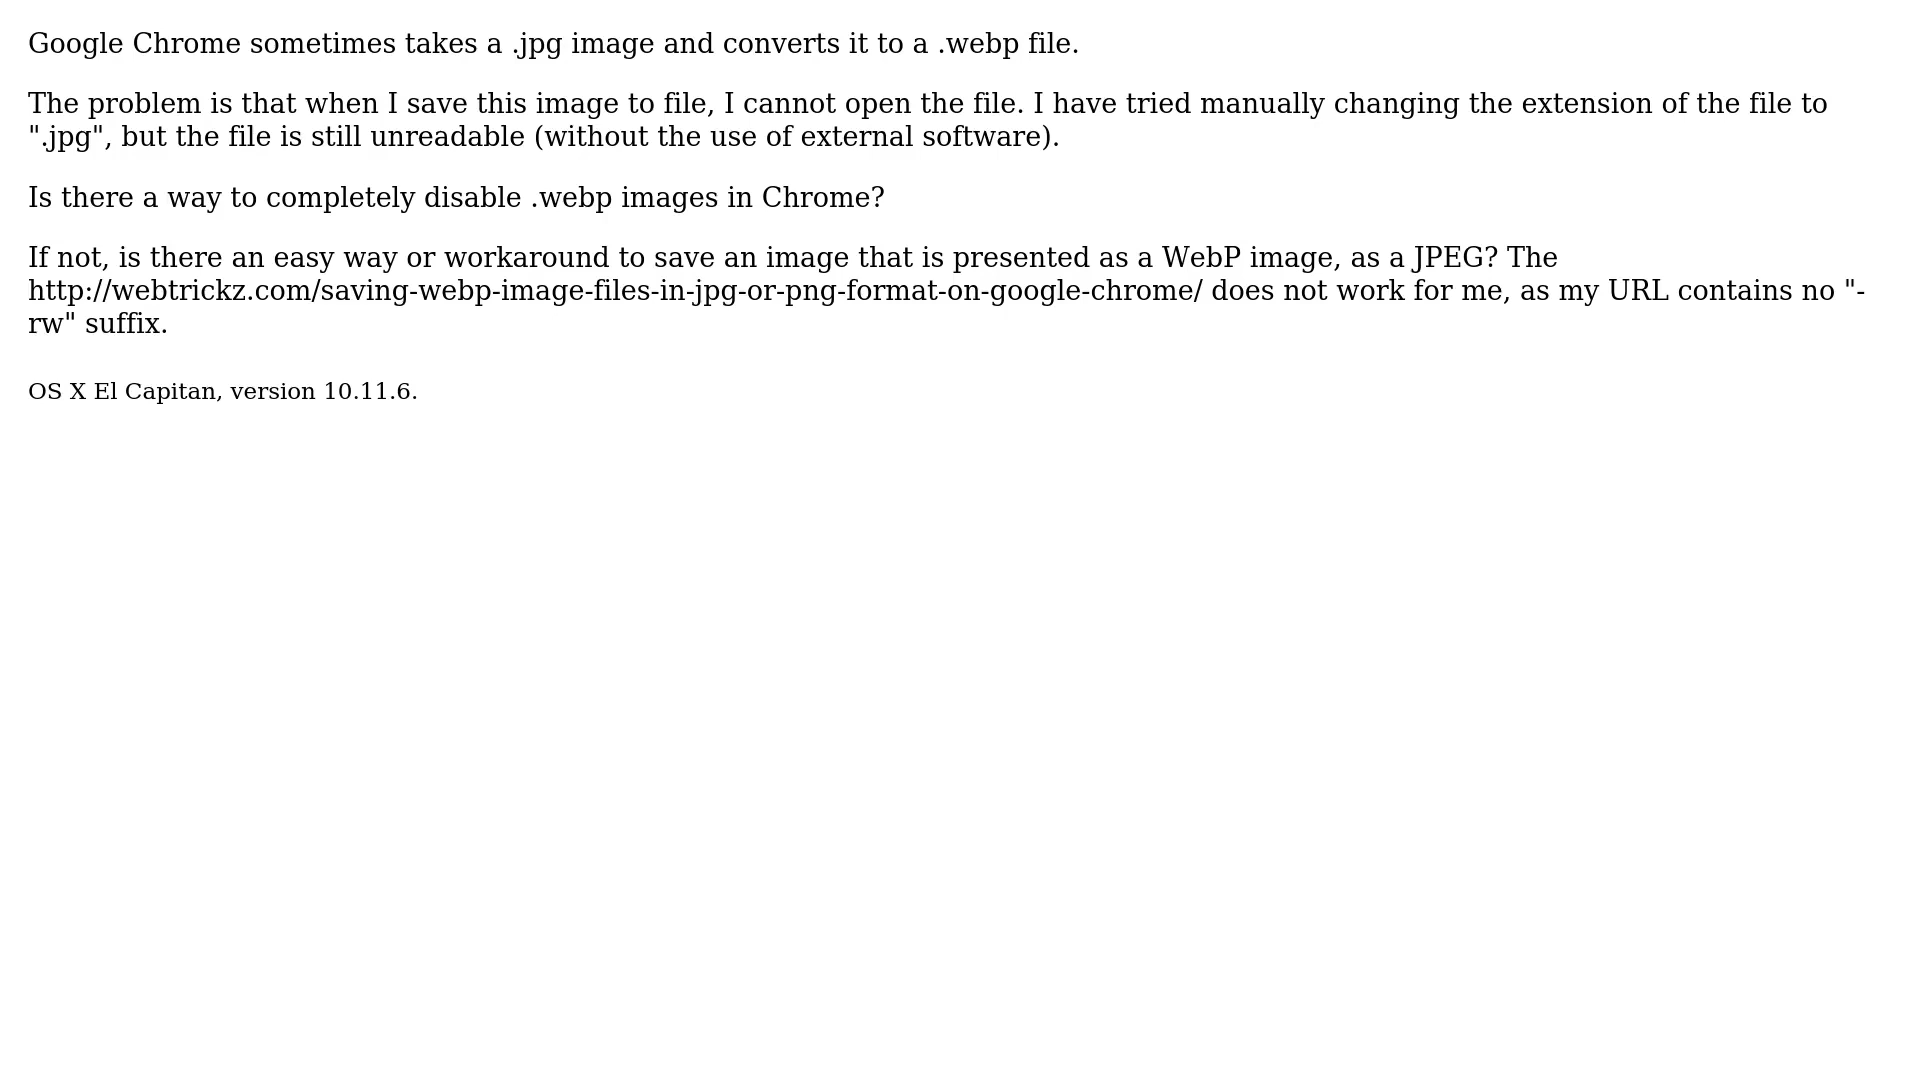 Google Chrome sometimes takes a .jpg image and converts it to a .webp file.
The problem is that when I save this image to file, I cannot open the file. I have tried manually changing the extension of the file to
".jpg", but the file is still unreadable (without the use of external software).
Is there a way to completely disable .webp images in Chrome?
If not, is there an easy way or workaround to save an image that is presented as a WebP image, as a JPEG? The
http://webtrickz.com/saving-webp-image-files-in-jpg-or-png-format-on-google-chrome/ does not work for me, as my URL contains no "-
rw" suffix.
OS X El Capitan, version 10.11.6.